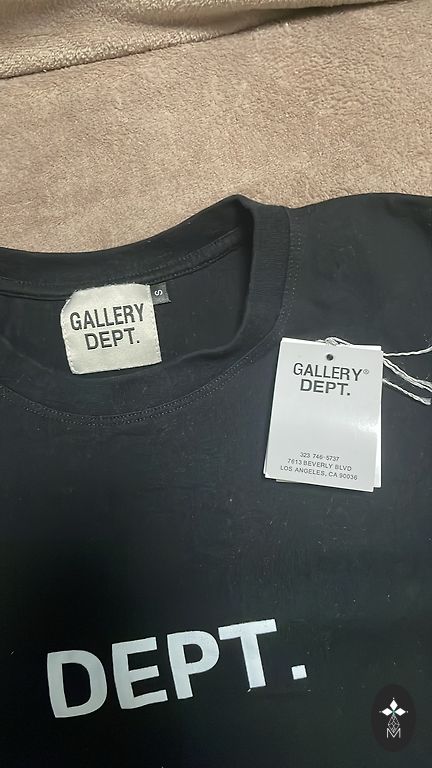 GALLERY
DEPT.
S
GALLERY®
DEPT.
323 746-5737
7613 BEVERLY BLVD
LOS ANGELES, CA 90036
DEPT.
M